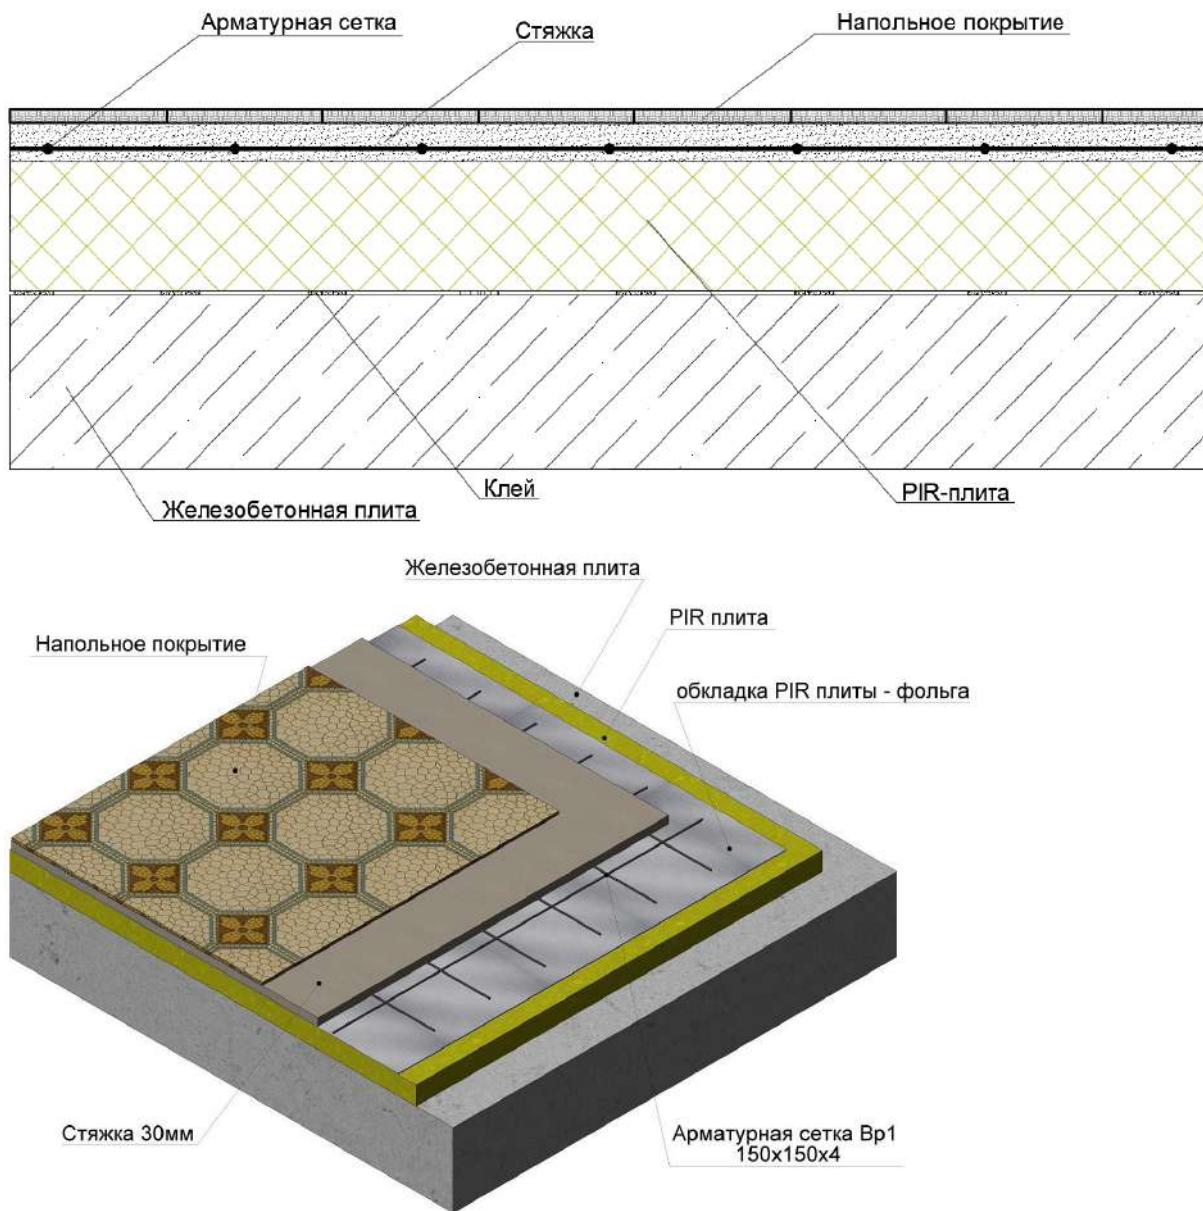 Арматурная сетка
Стяжка
Напольное покрытие
Клей
PIR-плита
Железобетонная плита
Железобетонная плита
PIR плита
Напольное покрытие
обкладка PIR плиты - фольга
Стяжка 30мм
Арматурная сетка Вр1
150х150х4